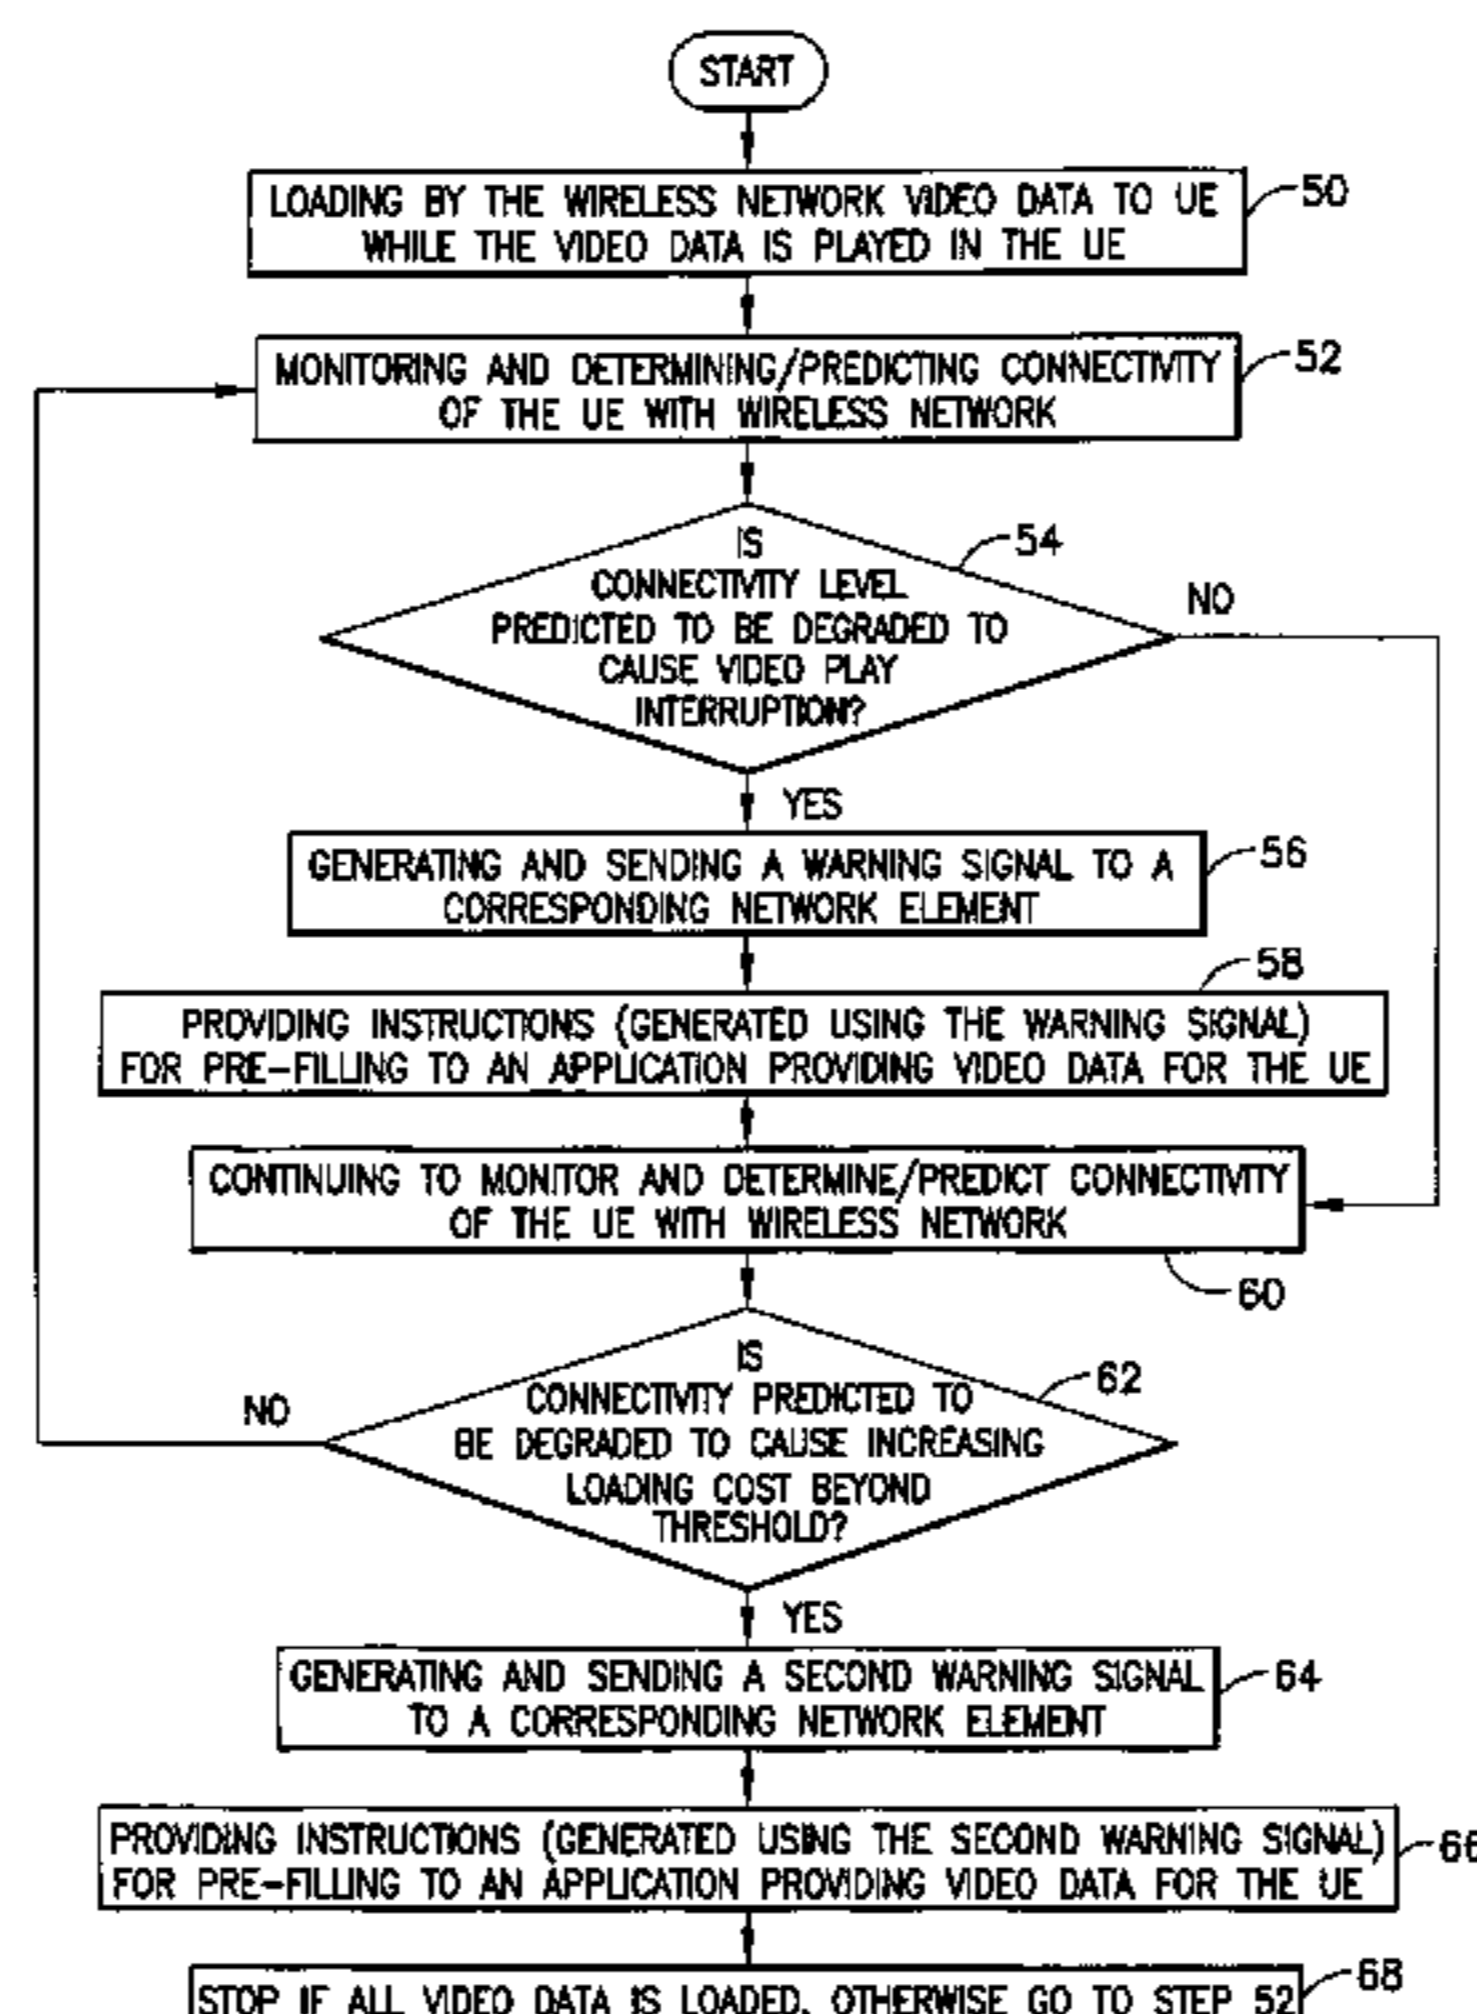 START
LOADING BY THE WIRELESS NETWORK VIDEO DATA TO UE
WHILE THE VIDEO DATA IS PLAYED IN THE UE
50
MONITORING AND DETERMINING/PREDICTING CONNECTIVITY
OF THE UE WITH WIRELESS NETWORK
52
IS
CONNECTIVITY LEVEL
PREDICTED TO BE DEGRADED TO
CAUSE VIDEO PLAY
INTERRUPTION?
54
NO
YES
GENERATING AND SENDING A WARNING SIGNAL TO A
CORRESPONDING NETWORK ELEMENT
56
58
PROVIDING INSTRUCTIONS (GENERATED USING THE WARNING SIGNAL)
FOR PRE-FILLING TO AN APPLICATION PROVIDING VIDEO DATA FOR THE UE
CONTINUING TO MONITOR AND DETERMINE/PREDICT CONNECTIVITY
OF THE UE WITH WIRELESS NETWORK
60
IS
CONNECTIVITY PREDICTED TO
BE DEGRADED TO CAUSE INCREASING
LOADING COST BEYOND
THRESHOLD?
62
NO
YES
GENERATING AND SENDING A SECOND WARNING SIGNAL
TO A CORRESPONDING NETWORK ELEMENT
64
PROVIDING INSTRUCTIONS (GENERATED USING THE SECOND WARNING SIGNAL)
FOR PRE-FILLING TO AN APPLICATION PROVIDING VIDEO DATA FOR THE UE
66
STOP IF ALL VIDEO DATA IS LOADED, OTHERWISE GO TO STEP 52
68